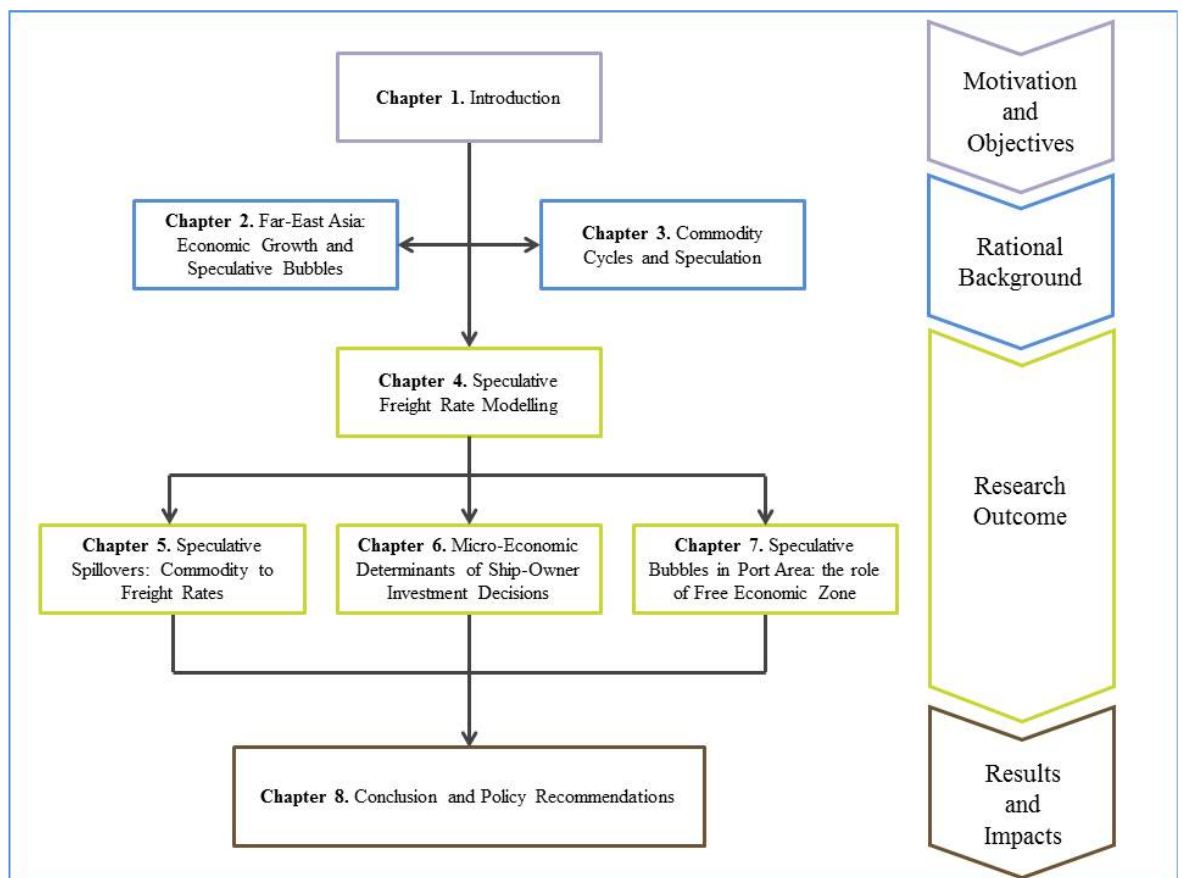 Chapter 1. Introduction
Motivation
and
Objectives
Chapter 2. Far-East Asia:
Economic Growth and
Speculative Bubbles
Chapter 3. Commodity
Cycles and Speculation
Rational
Background
Chapter 4. Speculative
Freight Rate Modelling
Chapter 5. Speculative
Spillovers: Commodity to
Freight Rates
Chapter 6. Micro-Economic
Determinants of Ship-Owner
Investment Decisions
Chapter 7. Speculative
Bubbles in Port Area: the role
of Free Economic Zone
Research
Outcome
Chapter 8. Conclusion and Policy Recommendations
Results
and
Impacts